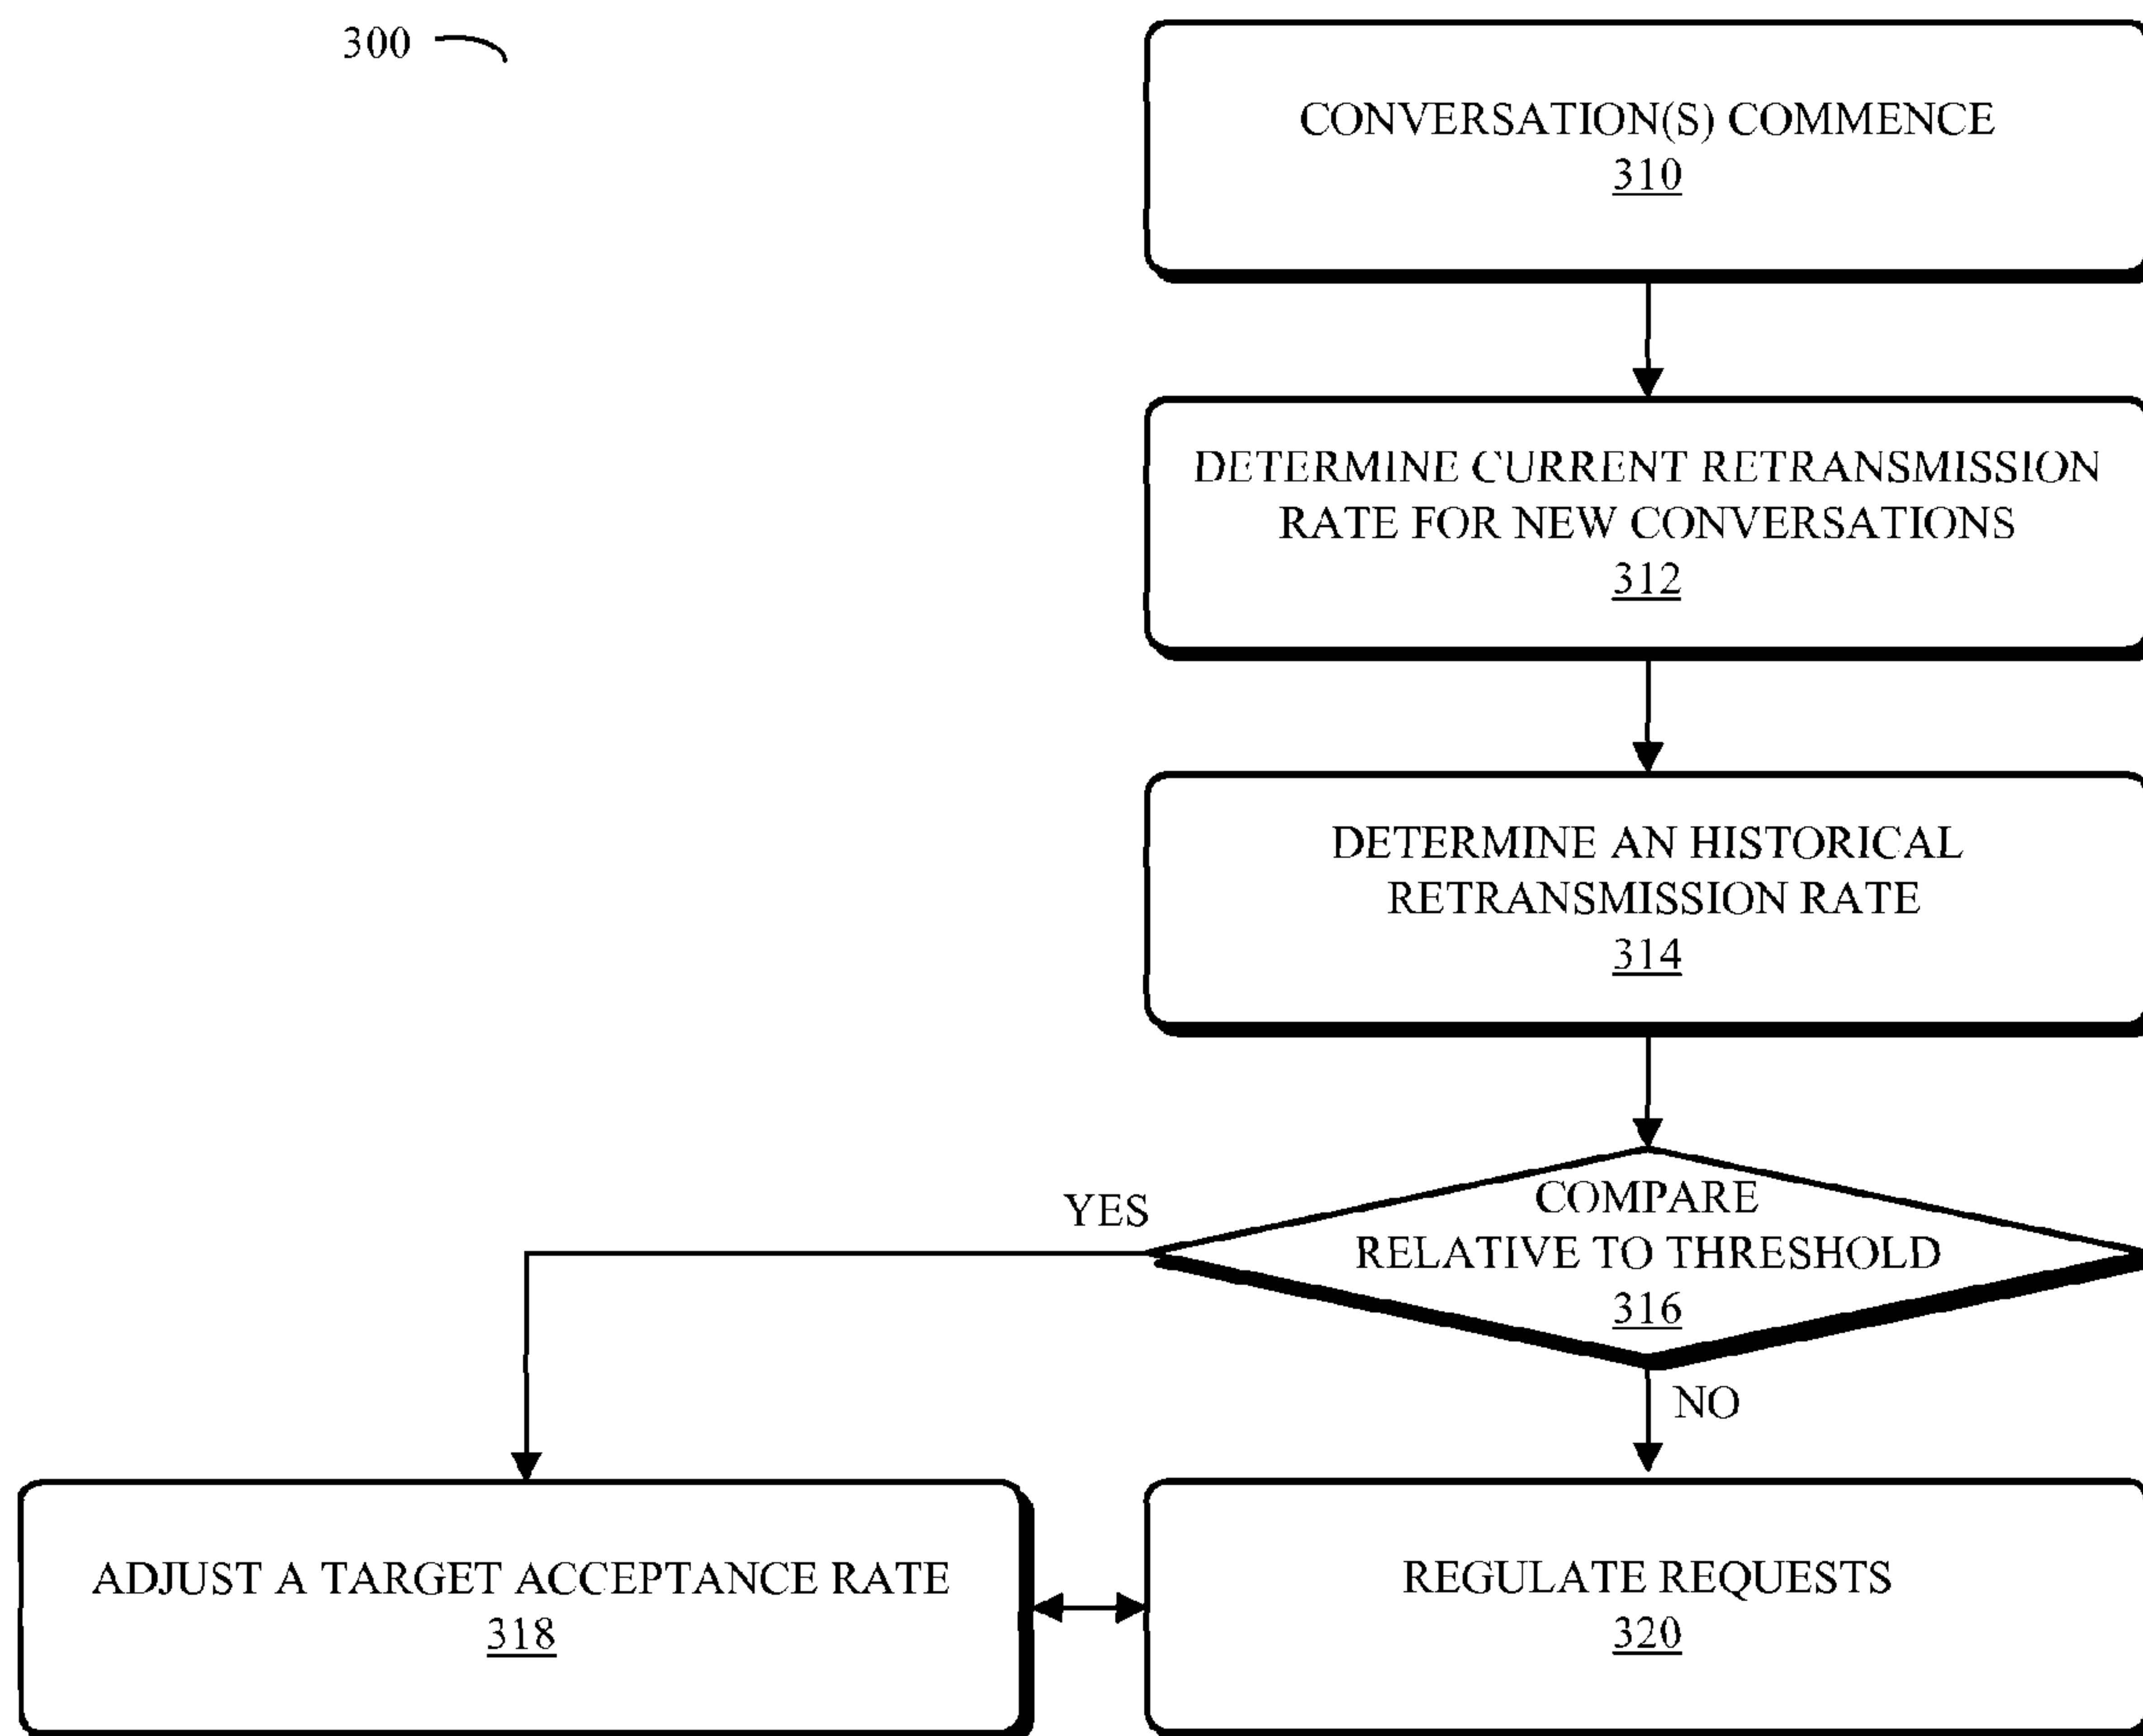 300
CONVERSATION(S) COMMENCE
310
DETERMINE CURRENT RETRANSMISSION
RATE FOR NEW CONVERSATIONS
312
DETERMINE AN HISTORICAL
RETRANSMISSION RATE
314
COMPARE
RELATIVE TO THRESHOLD
316
YES
NO
ADJUST A TARGET ACCEPTANCE RATE
318
REGULATE REQUESTS
320